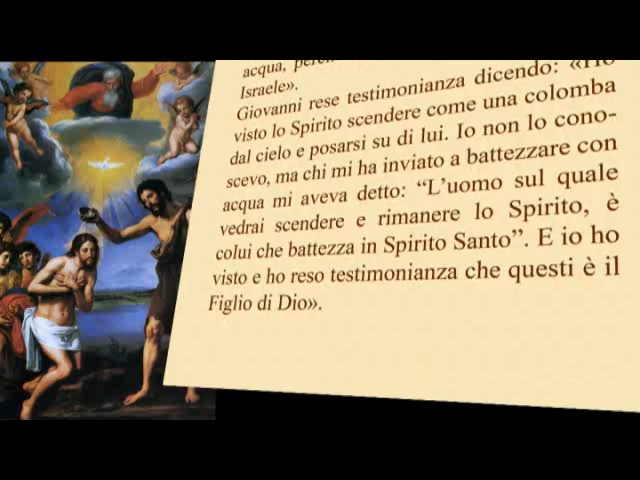 acqua,
Israele».
Giovanni rese testimonianza dicendo: «Ho
visto lo Spirito scendere come una colomba
dal cielo e posarsi su di lui. Io non lo cono-
scevo, ma chi mi ha inviato a battezzare con
acqua mi aveva detto: “L’uomo sul quale
vedrai scendere e rimanere lo Spirito, è
colui che battezza in Spirito Santo”. E io ho
visto e ho reso testimonianza che questi è il
Figlio di Dio».